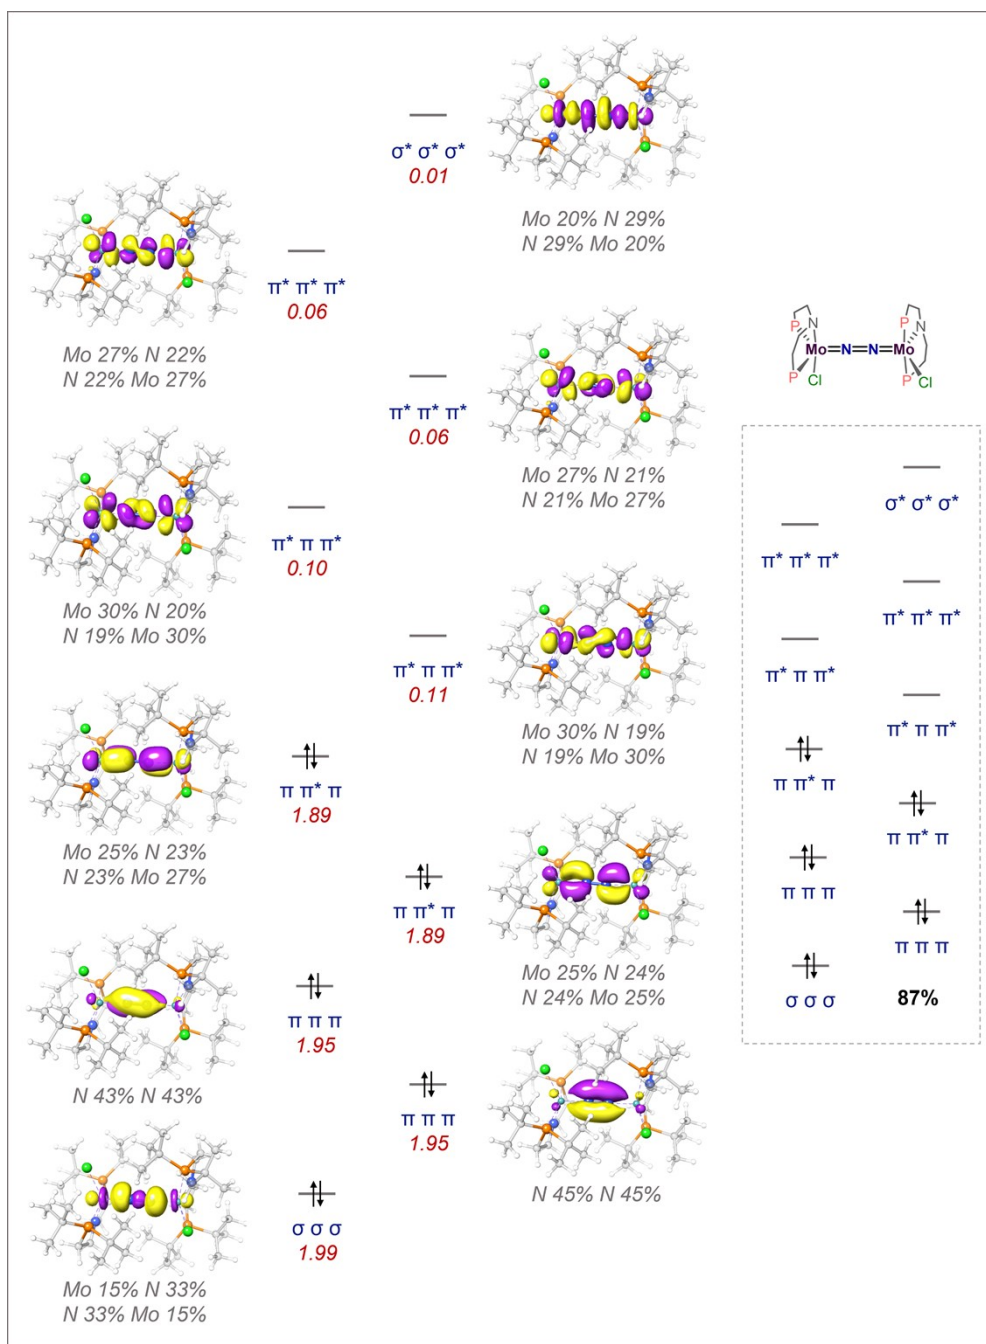 σ* σ* σ*
0.01
Mo 20% N 29%
N 29% Mo 20%
π* π* π*
0.06
Mo 27% N 22%
N 22% Mo 27%
π* π* π*
0.06
Mo 27% N 21%
N 21% Mo 27%
π* π π*
0.10
Mo 30% N 20%
N 19% Mo 30%
π* π π*
0.11
Mo 30% N 19%
N 19% Mo 30%
π π* π
1.89
Mo 25% N 23%
N 23% Mo 27%
π π* π
1.89
Mo 25% N 24%
N 24% Mo 25%
π π π
1.95
N 43% N 43%
π π π
1.95
N 45% N 45%
σ σ σ
1.99
Mo 15% N 33%
N 33% Mo 15%
P N P N
Mo=N=N=Mo
P Cl P Cl
σ* σ* σ*
π* π* π*
π* π* π*
π* π π*
π* π π*
π π* π
π π* π
π π π
π π π
σ σ σ 87%